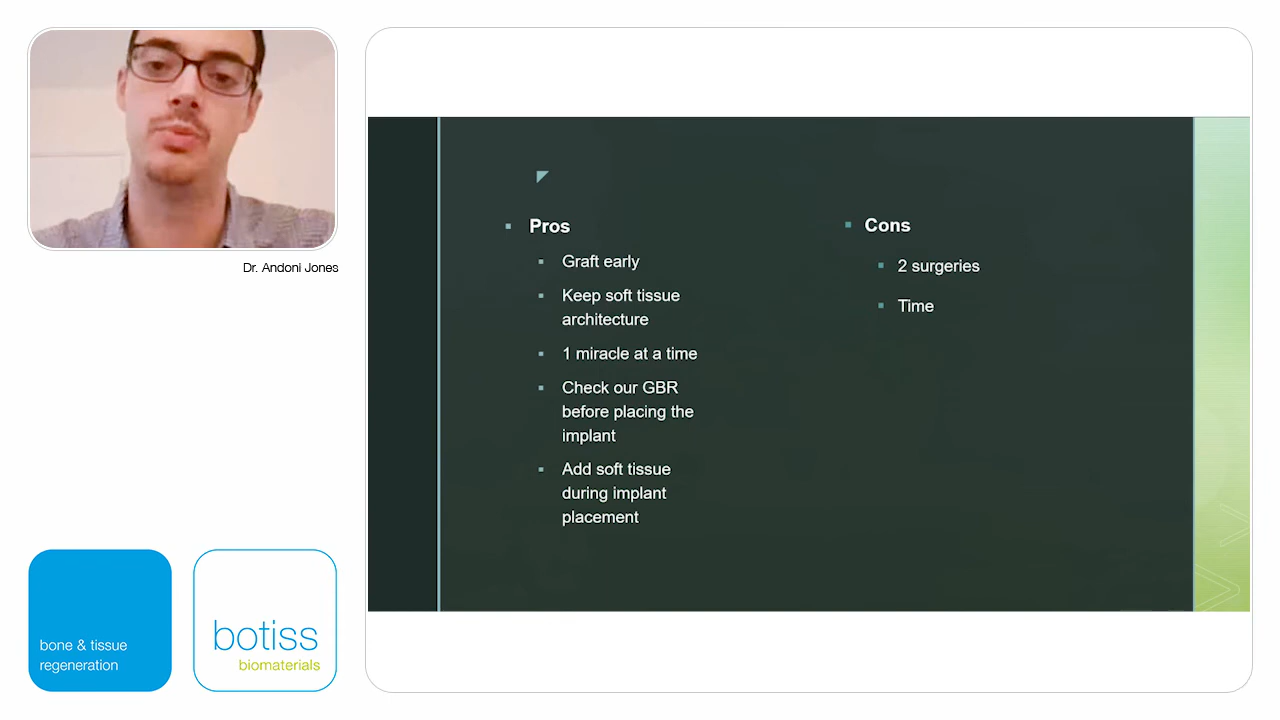 Dr. Andoni Jones
Pros
Graft early
Keep soft tissue
architecture
1 miracle at a time
Check our GBR
before placing the
implant
Add soft tissue
during implant
placement
Cons
2 surgeries
Time
bone & tissue
regeneration
botiss
biomaterials